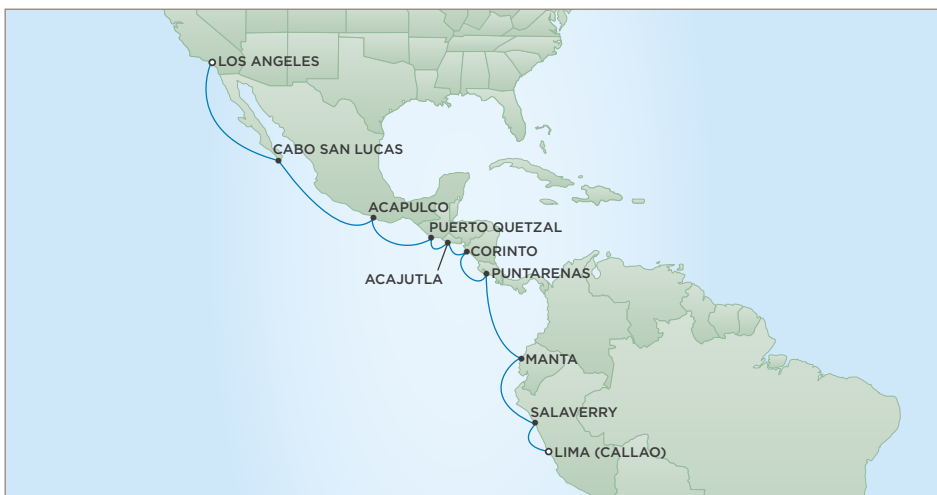 LOS ANGELES
CABO SAN LUCAS
ACAPULCO
PUERTO QUETZAL
CORINTO
ACAJUTLA
PUNTARENAS
MANTA
SALAVERRY
LIMA (CALLAO)